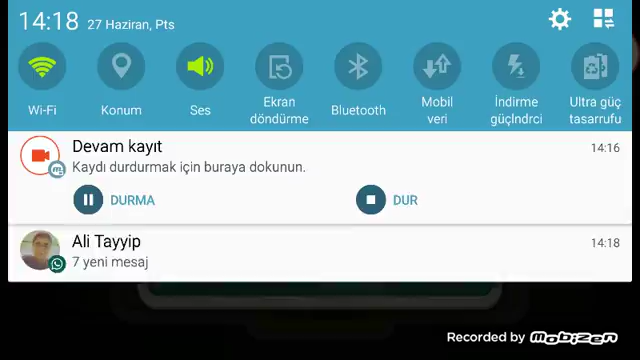 14:18 27 Haziran, Pts
Wi-Fi
Konum
Ses
Ekran
döndürme
Bluetooth
Mobil
veri
İndirme
güçlndrci
Ultra güç
tasarrufu
Devam kayıt 14:16
Kaydı durdurmak için buraya dokunun.
DURMA DUR
Ali Tayyip 14:18
7 yeni mesaj
Recorded by Mobizen